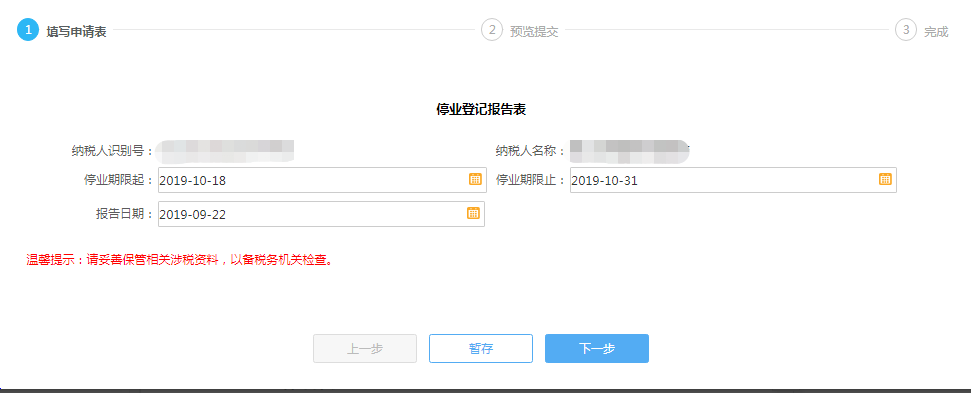 1 填写申请表 2 预览提交 3 完成
停业登记报告表
纳税人识别号： 纳税人名称：
停业期限起： 2019-10-18 停业期限止： 2019-10-31
报告日期： 2019-09-22
温馨提示：请妥善保管相关涉税资料，以备税务机关检查。
上一步 暂存 下一步